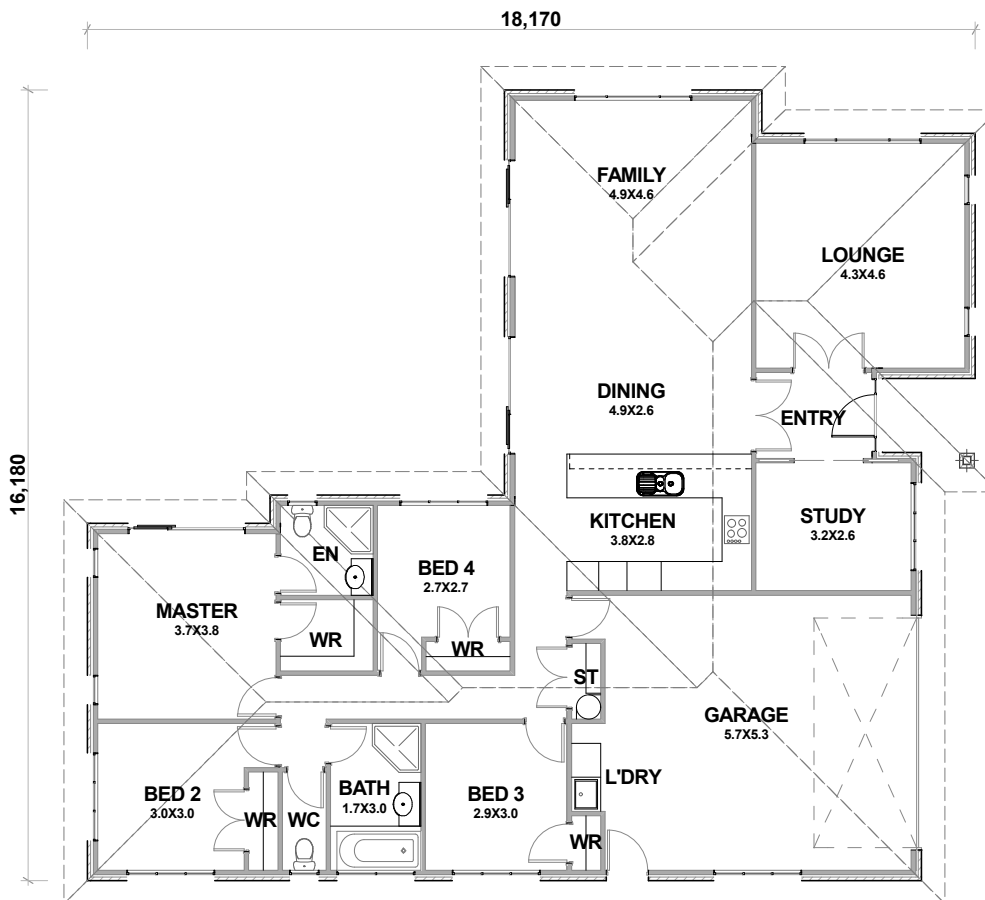 18,170
16,180
FAMILY
4.9X4.6
LOUNGE
4.3X4.6
DINING
4.9X2.6
ENTRY
KITCHEN
3.8X2.8
STUDY
3.2X2.6
EN
BED 4
2.7X2.7
MASTER
3.7X3.8
WR
WR
ST
GARAGE
5.7X5.3
L'DRY
BED 2
3.0X3.0
WR
WC
BATH
1.7X3.0
BED 3
2.9X3.0
WR